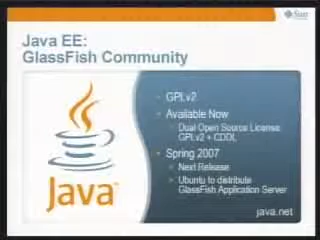 Sun
Java EE:
GlassFish Community
GPLv2
Available Now
Dual Open Source License
GPLv2 + CDDL
Spring 2007
Next Release
Ubuntu to distribute
GlassFish Application Server
Java
java.net